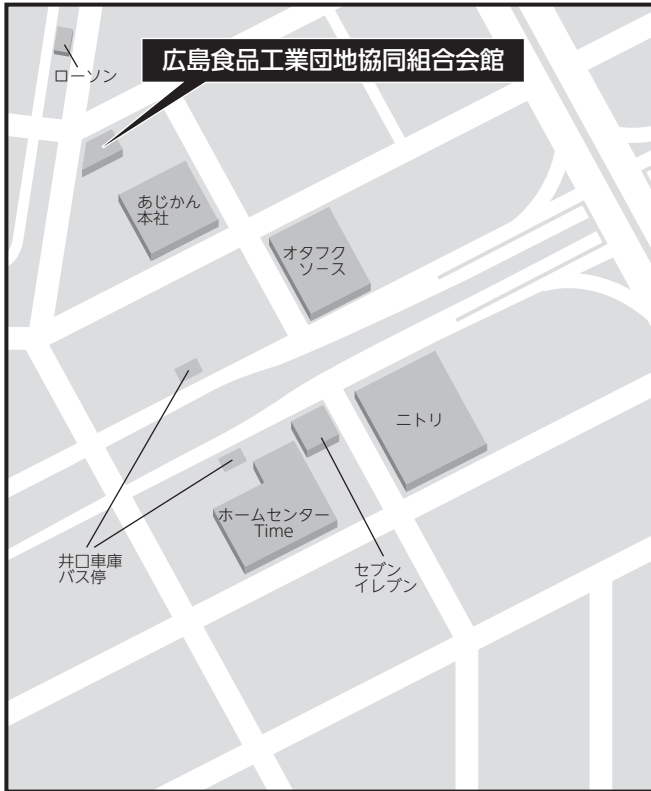 広島食品工業団地協同組合会館
ローソン
あじかん
本社
オタフク
ソース
ニトリ
ホームセンター
Time
井口車庫
バス停
セブン
イレブン